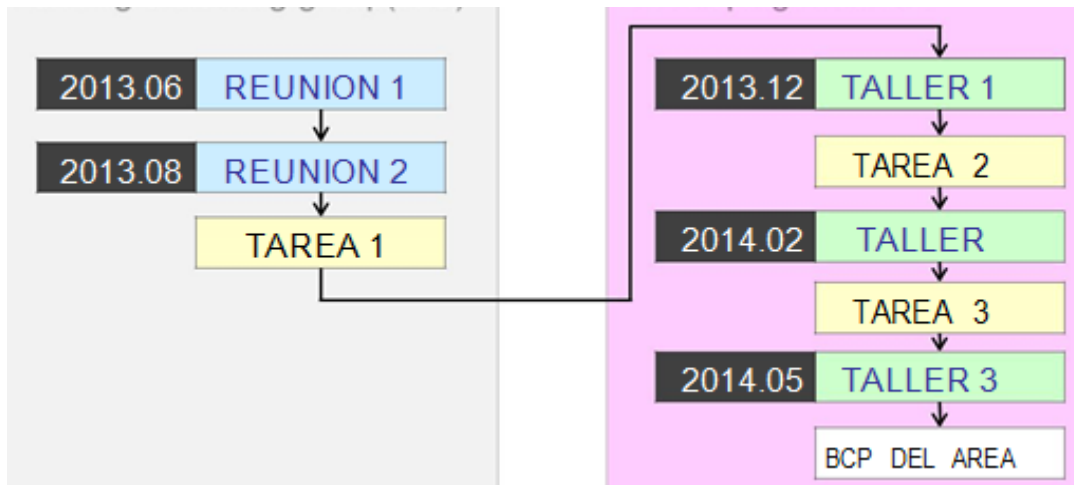 2013.06 REUNION 1
2013.08 REUNION 2
TAREA 1
2013.12 TALLER 1
TAREA 2
2014.02 TALLER
TAREA 3
2014.05 TALLER 3
BCP DEL AREA